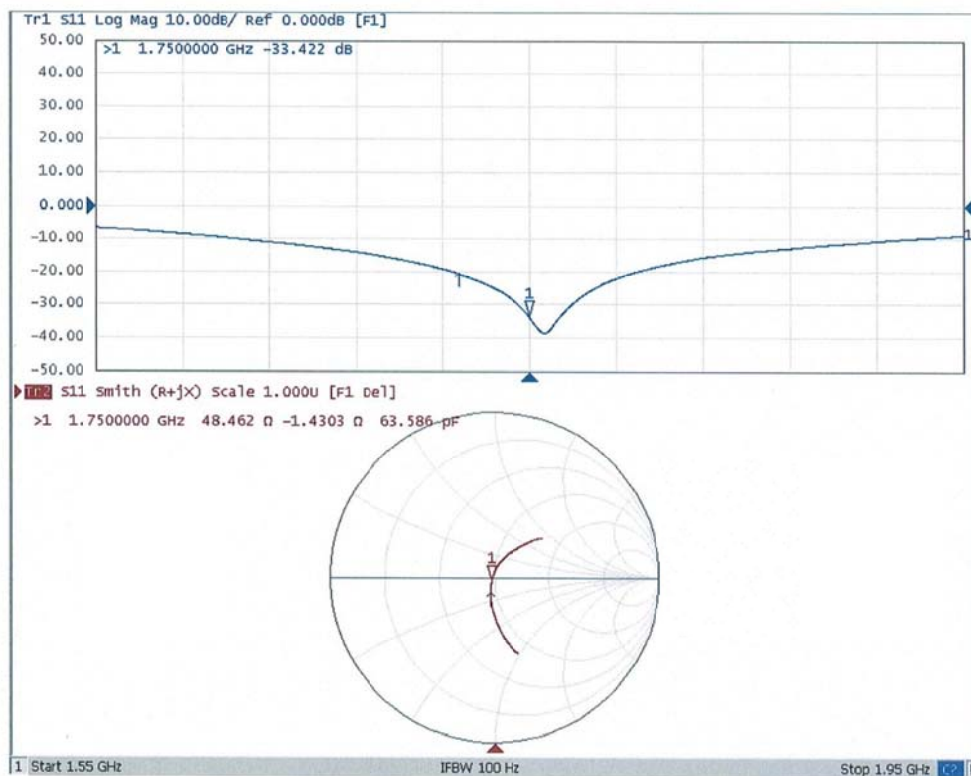 Tr1 S11 Log Mag 10.00dB/ Ref 0.000dB [F1]
50.00
>1 1.7500000 GHz -33.422 dB
40.00
30.00
20.00
10.00
0.000
-10.00
1
-20.00
1
-30.00
-40.00
-50.00
Tr2 S11 Smith (R+jX) Scale 1.000U [F1 Del]
>1 1.7500000 GHz 48.462 Ω -1.4303 Ω 63.586 pF
1
1 Start 1.55 GHz IFBW 100 Hz Stop 1.95 GHz C?